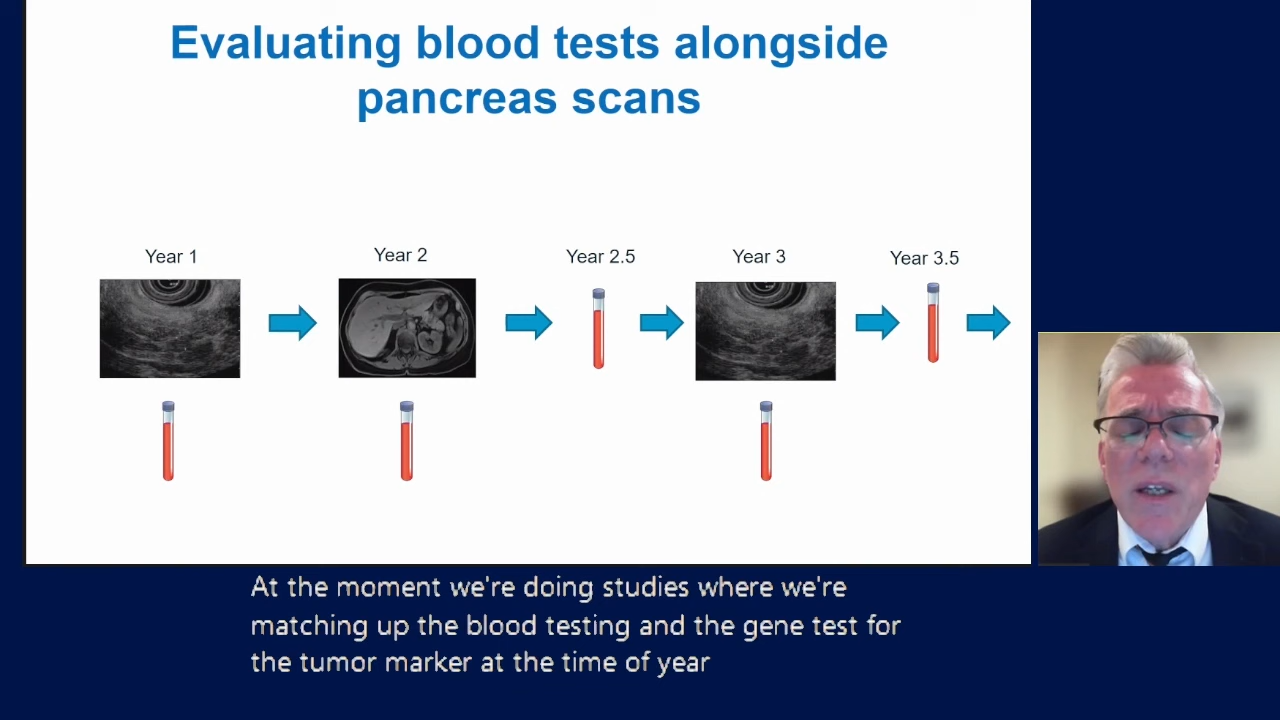 Evaluating blood tests alongside
pancreas scans
Year 1
Year 2
Year 2.5
Year 3
Year 3.5
At the moment we're doing studies where we're
matching up the blood testing and the gene test for
the tumor marker at the time of year